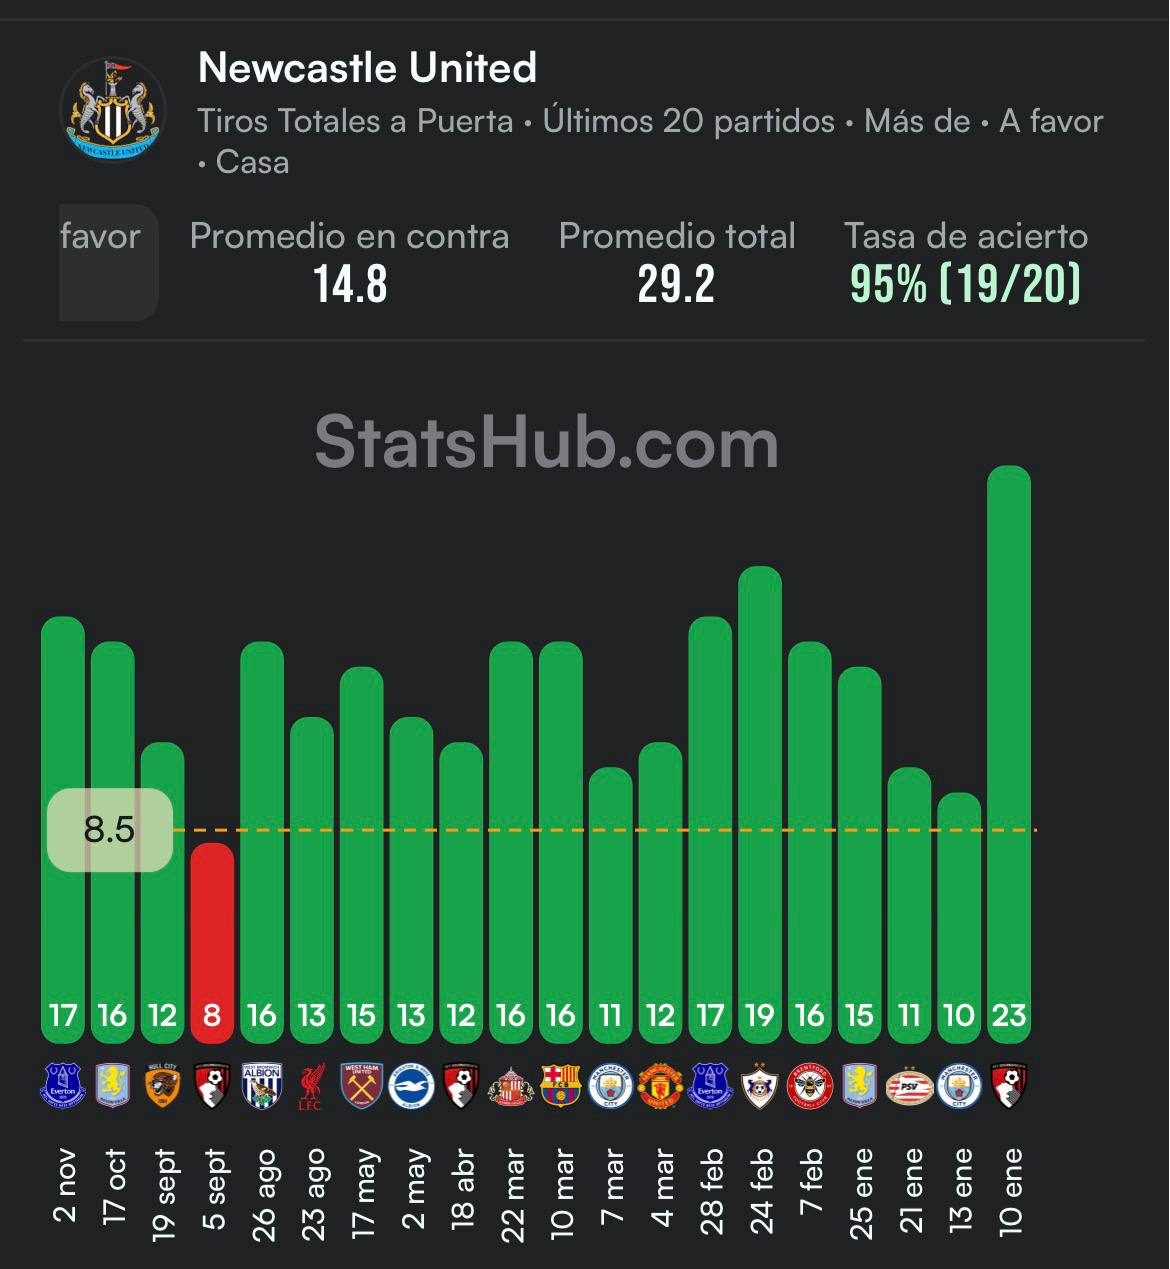 Newcastle United
Tiros Totales a Puerta · Últimos 20 partidos · Más de · A favor
· Casa
favor
Promedio en contra
14.8
Promedio total
29.2
Tasa de acierto
95% (19/20)
StatsHub.com
8.5
17 16 12 8 16 13 15 13 12 16 16 11 12 17 19 16 15 11 10 23
2 nov
17 oct
19 sept
5 sept
26 ago
23 ago
17 may
2 may
18 abr
22 mar
10 mar
7 mar
4 mar
28 feb
24 feb
7 feb
25 ene
21 ene
13 ene
10 ene